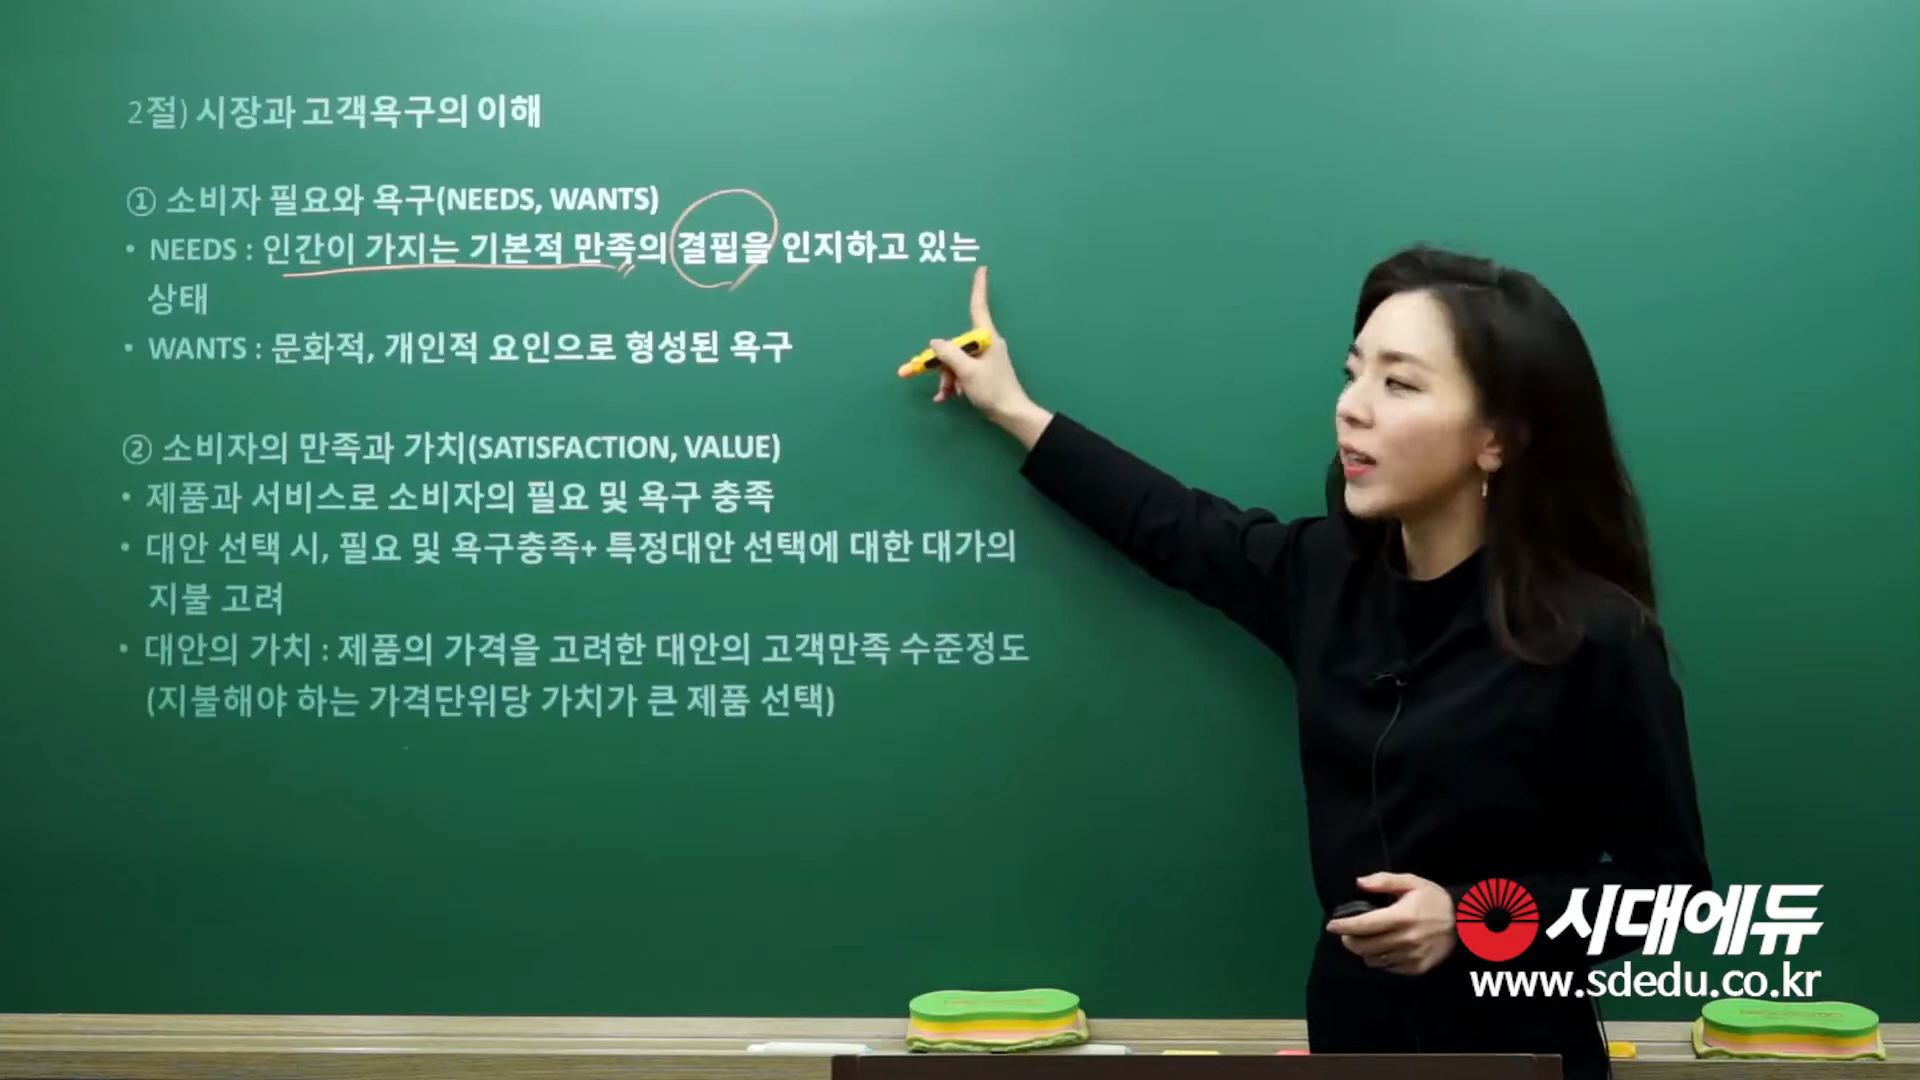 2절) 시장과 고객욕구의 이해
① 소비자 필요와 욕구(NEEDS, WANTS)
• NEEDS : 인간이 가지는 기본적 만족의 결핍을 인지하고 있는
상태
• WANTS : 문화적, 개인적 요인으로 형성된 욕구
② 소비자의 만족과 가치(SATISFACTION, VALUE)
• 제품과 서비스로 소비자의 필요 및 욕구 충족
• 대안 선택 시, 필요 및 욕구충족+ 특정대안 선택에 대한 대가의
지불 고려
• 대안의 가치 : 제품의 가격을 고려한 대안의 고객만족 수준정도
(지불해야 하는 가격단위당 가치가 큰 제품 선택)
시대에듀
www.sdedu.co.kr